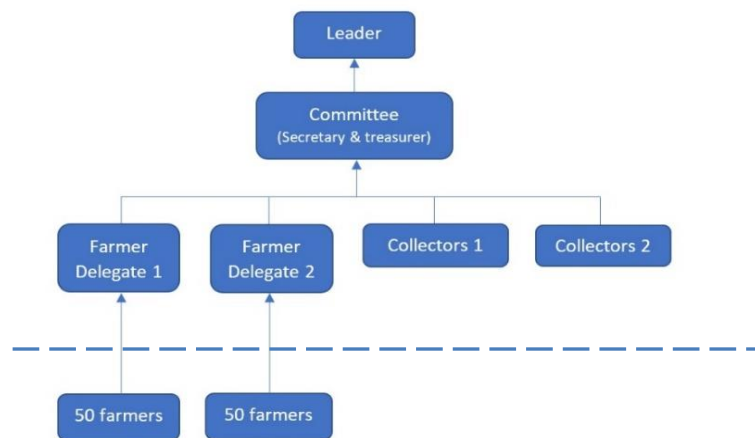 Leader
Committee
(Secretary & treasurer)
Farmer
Delegate 1
Farmer
Delegate 2
Collectors 1
Collectors 2
50 farmers
50 farmers